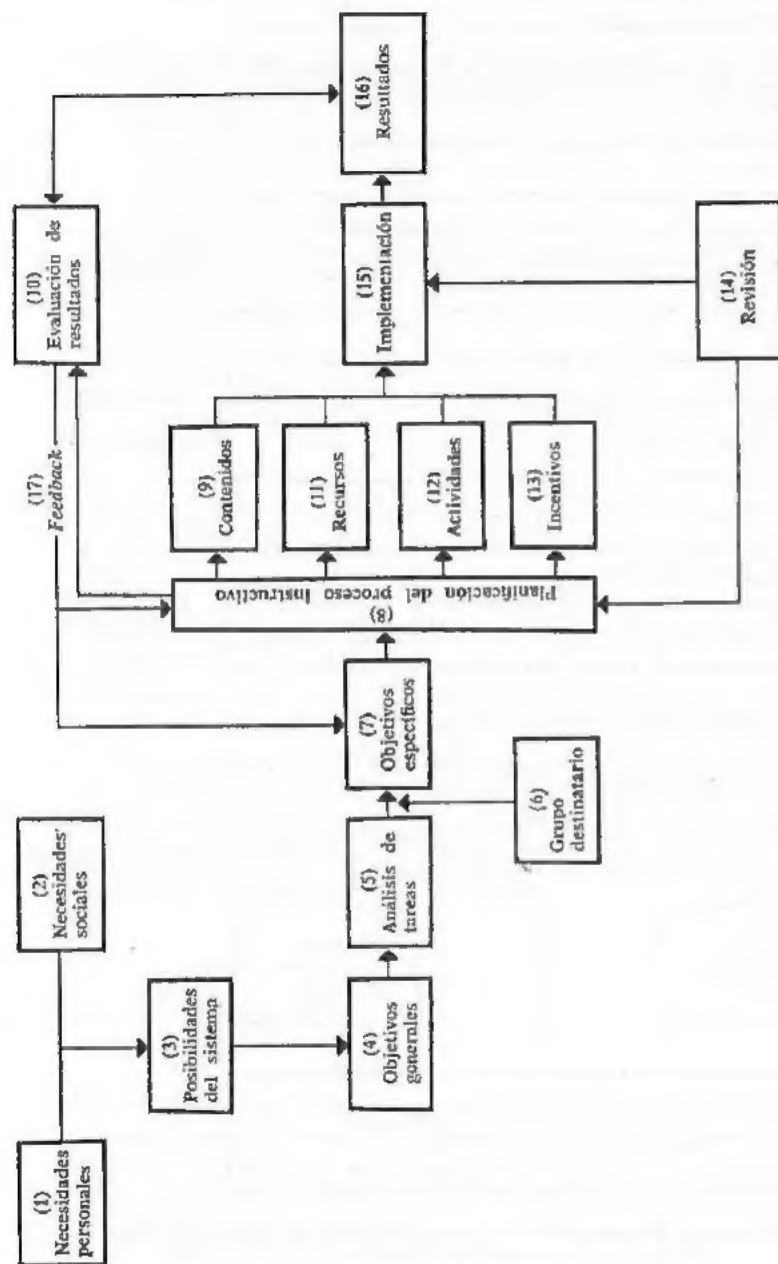 (1)
Necesidades
personales
(2)
Necesidades
sociales
(3)
Posibilidades
del sistema
(4)
Objetivos
generales
(5)
Análisis de
tareas
(6)
Grupo
destinatario
(7)
Objetivos
específicos
(8)
Planificación del proceso Instructivo
(9)
Contenidos
(10)
Evaluación de
resultados
(11)
Recursos
(12)
Actividades
(13)
Incentivos
(14)
Revisión
(15)
Implementación
(16)
Resultados
(17)
Feedback